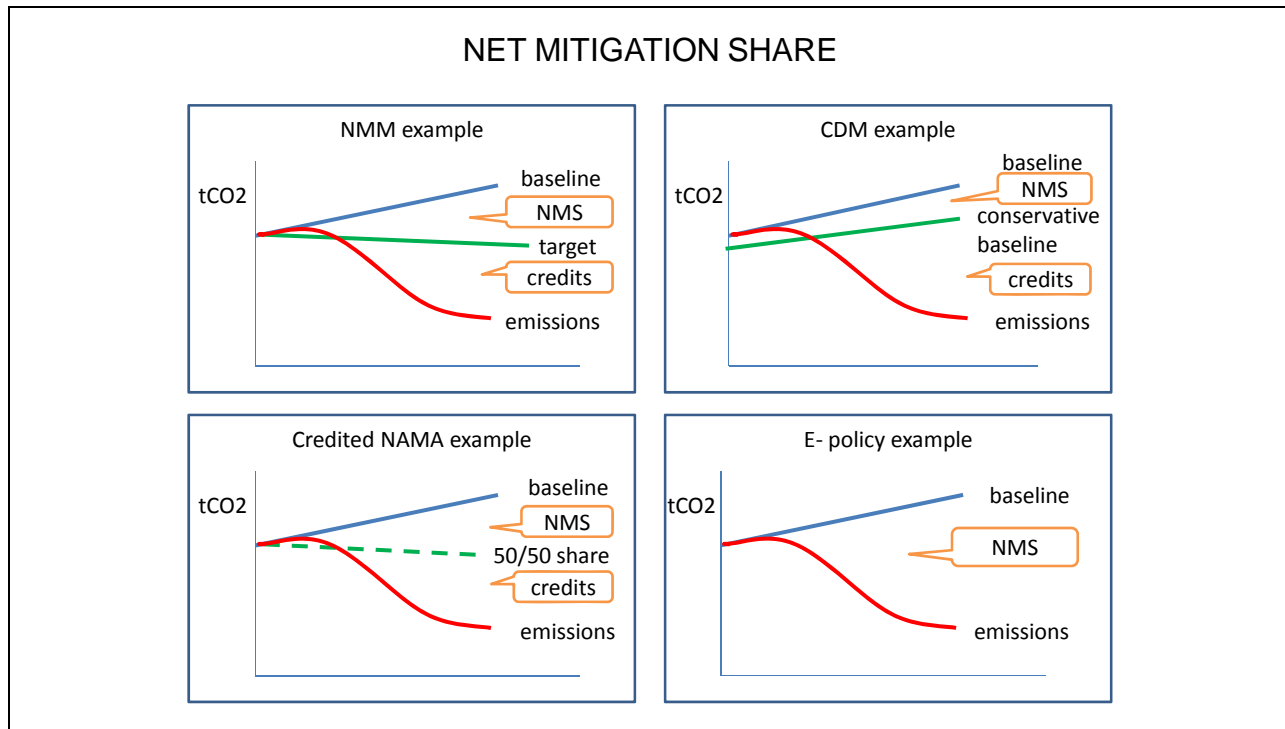 NET MITIGATION SHARE
NMM example
tCO2
baseline
NMS
target
credits
emissions
CDM example
tCO2
baseline
NMS
conservative
baseline
credits
emissions
Credited NAMA example
tCO2
baseline
NMS
50/50 share
credits
emissions
E- policy example
tCO2
baseline
NMS
emissions